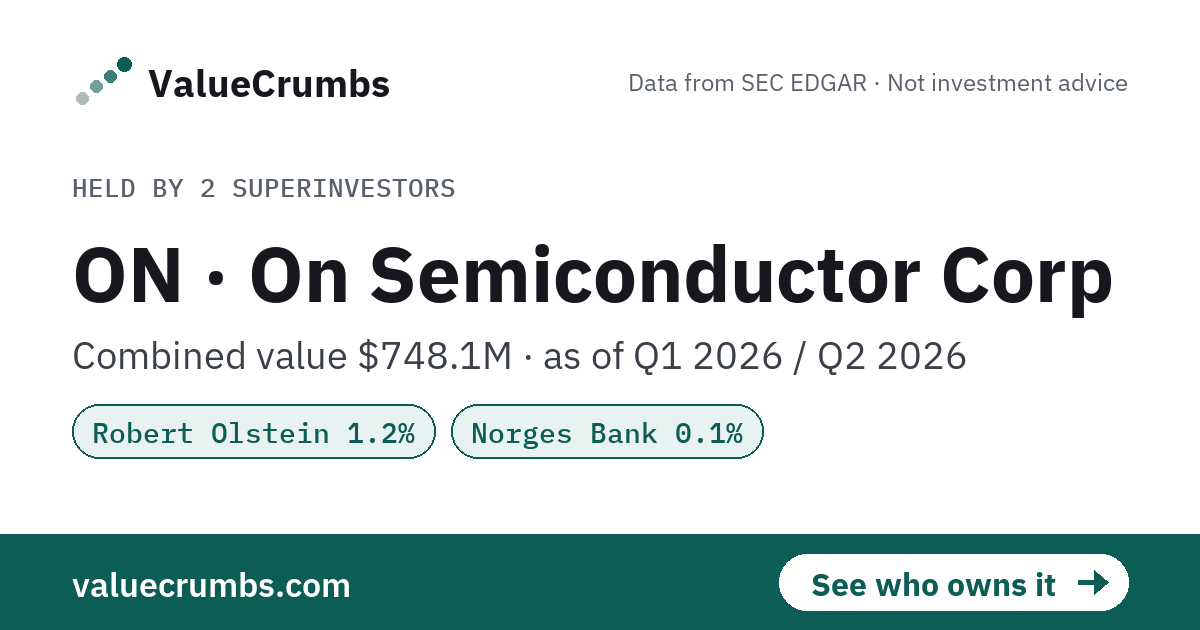 ValueCrumbs
Data from SEC EDGAR · Not investment advice
HELD BY 2 SUPERINVESTORS
ON · On Semiconductor Corp
Combined value $748.1M · as of Q1 2026 / Q2 2026
Robert Olstein 1.2%
Norges Bank 0.1%
valuecrumbs.com
See who owns it →